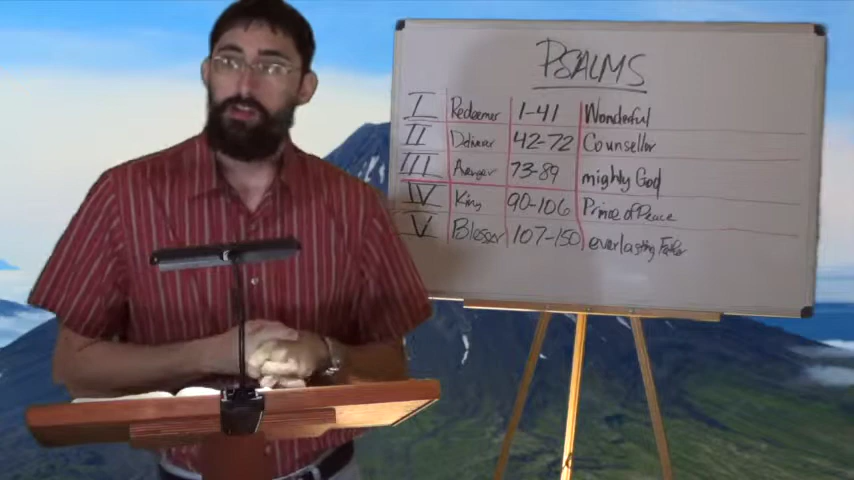 PSALMS
I Redeemer 1-41 Wonderful
II Deliverer 42-72 Counsellor
III Avenger 73-89 mighty God
IV King 90-106 Prince of Peace
V Blesser 107-150 everlasting Father